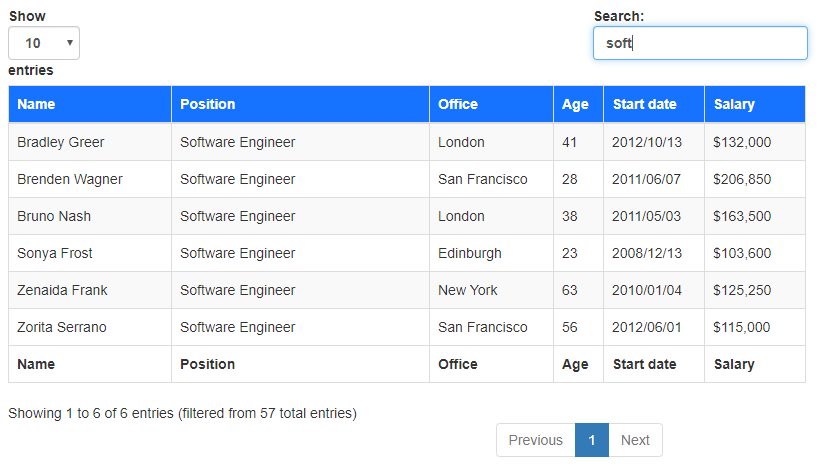 Show Search:
10 soft
entries
Name Position Office Age Start date Salary
Bradley Greer Software Engineer London 41 2012/10/13 $132,000
Brenden Wagner Software Engineer San Francisco 28 2011/06/07 $206,850
Bruno Nash Software Engineer London 38 2011/05/03 $163,500
Sonya Frost Software Engineer Edinburgh 23 2008/12/13 $103,600
Zenaida Frank Software Engineer New York 63 2010/01/04 $125,250
Zorita Serrano Software Engineer San Francisco 56 2012/06/01 $115,000
Name Position Office Age Start date Salary
Showing 1 to 6 of 6 entries (filtered from 57 total entries)
Previous 1 Next